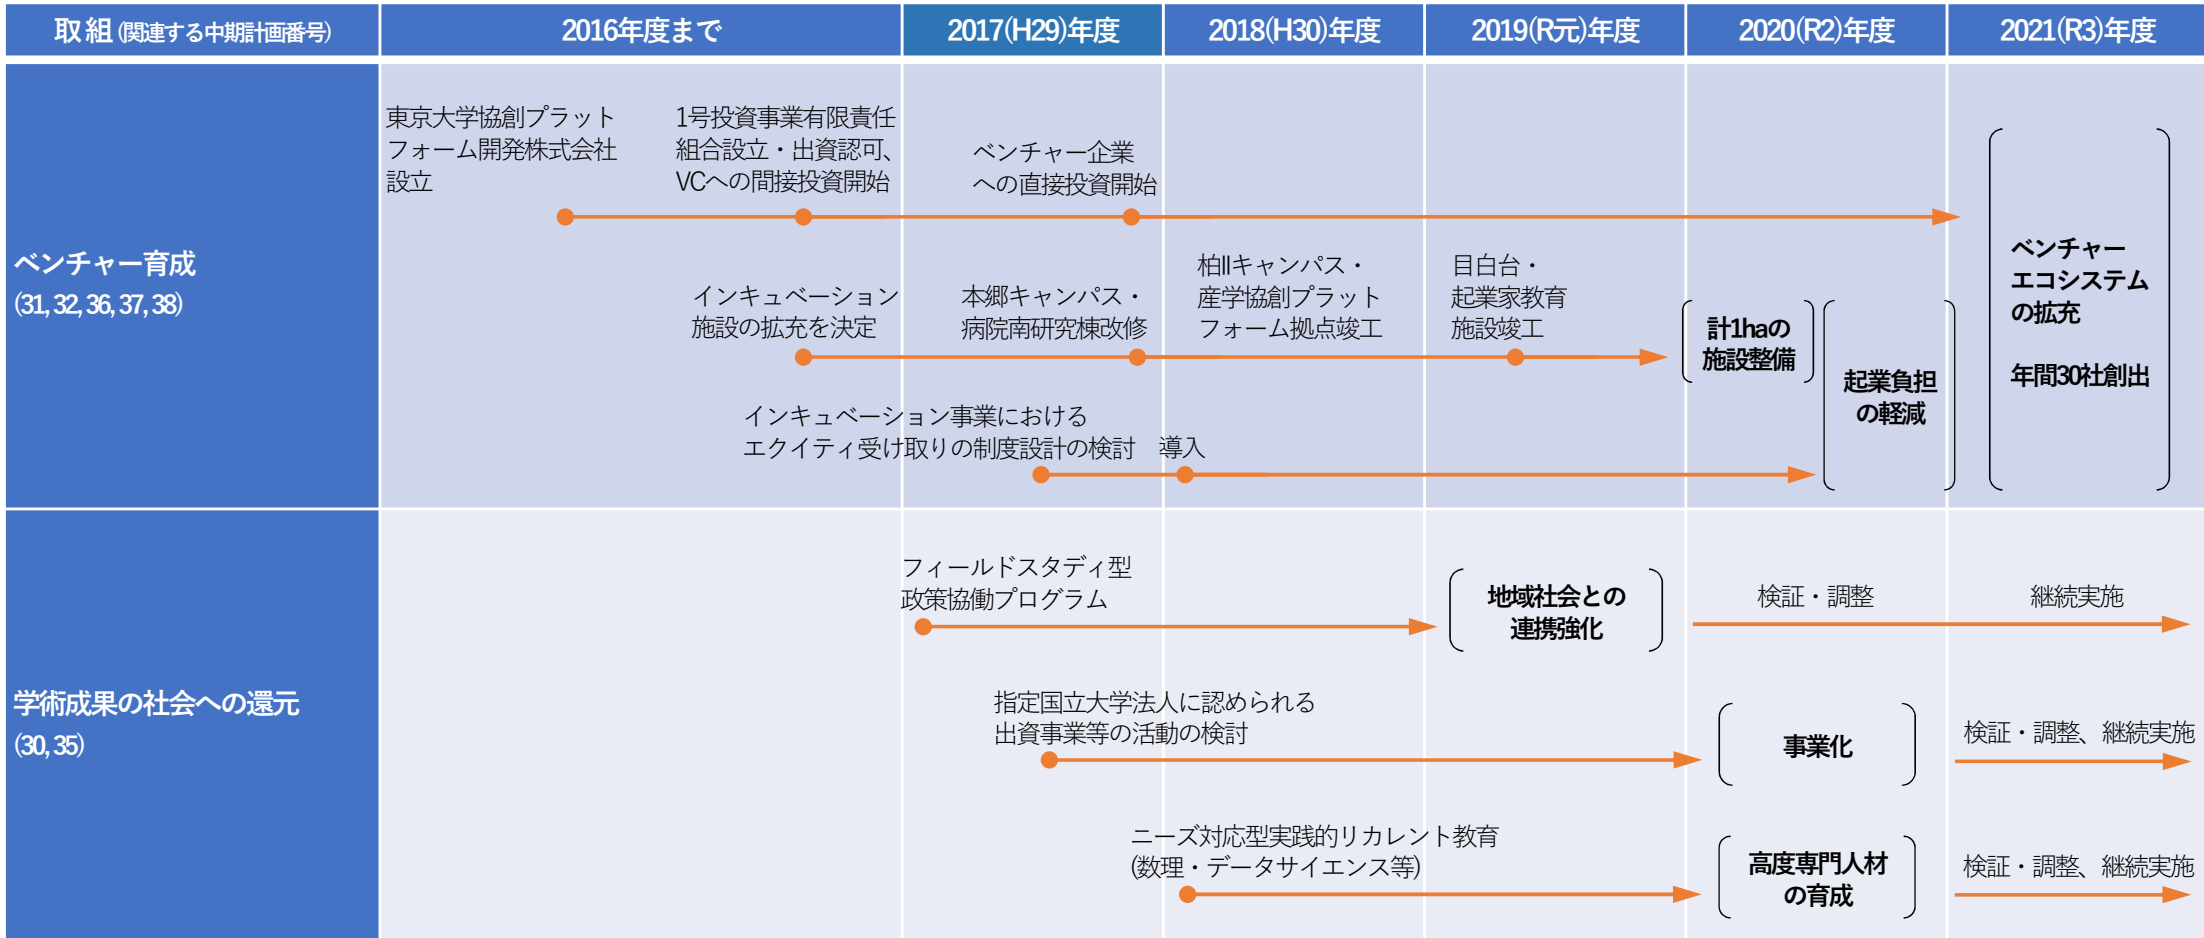 取組(関連する中期計画番号)
2016年度まで
2017(H29)年度
2018(H30)年度
2019(R元)年度
2020(R2)年度
2021(R3)年度
ベンチャー育成
(31, 32, 36, 37, 38)
東京大学協創プラット
フォーム開発株式会社
設立
1号投資事業有限責任
組合設立・出資認可、
VCへの間接投資開始
ベンチャー企業
への直接投資開始
インキュベーション
施設の拡充を決定
本郷キャンパス・
病院南研究棟改修
柏IIキャンパス・
産学協創プラット
フォーム拠点竣工
目白台・
起業家教育
施設竣工
計1haの
施設整備
インキュベーション事業における
エクイティ受け取りの制度設計の検討
導入
起業負担
の軽減
ベンチャー
エコシステム
の拡充
年間30社創出
学術成果の社会への還元
(30, 35)
フィールドスタディ型
政策協働プログラム
地域社会との
連携強化
検証・調整
継続実施
指定国立大学法人に認められる
出資事業等の活動の検討
事業化
検証・調整、継続実施
ニーズ対応型実践的リカレント教育
(数理・データサイエンス等)
高度専門人材
の育成
検証・調整、継続実施